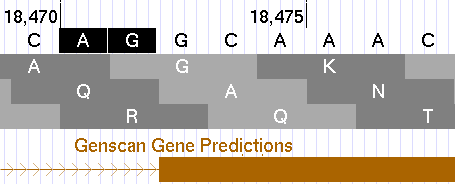 18,470 18,475
C A G G C A A A C
A G K
Q A N
R Q T
Genscan Gene Predictions